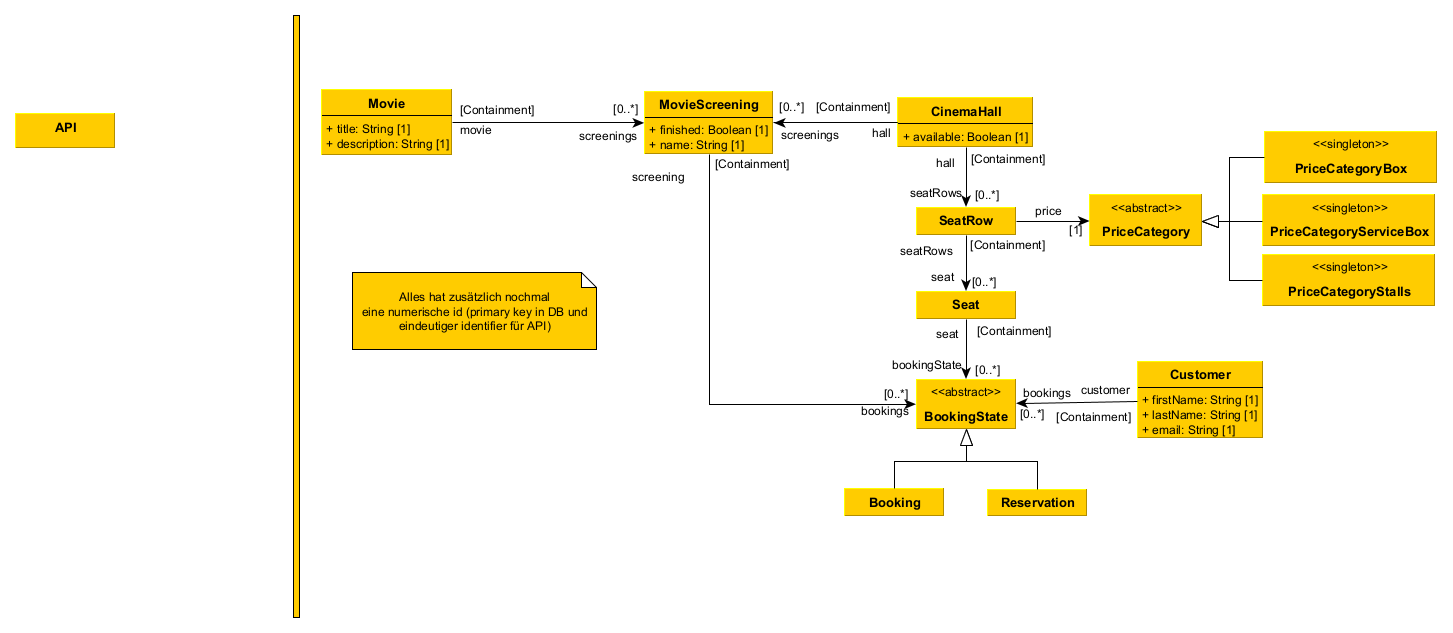 API
Movie
+ title: String [1]
+ description: String [1]
[Containment]
movie
[0..*]
screenings
MovieScreening
+ finished: Boolean [1]
+ name: String [1]
[0..*]
[Containment]
screenings
hall
CinemaHall
+ available: Boolean [1]
[Containment]
screening
hall
[Containment]
seatRows
[0..*]
SeatRow
price
[1]
<<abstract>>
PriceCategory
<<singleton>>
PriceCategoryBox
<<singleton>>
PriceCategoryServiceBox
<<singleton>>
PriceCategoryStalls
seatRows
[Containment]
seat
[0..*]
Seat
Alles hat zusätzlich nochmal
eine numerische id (primary key in DB und
eindeutiger identifier für API)
seat
[Containment]
bookingState
[0..*]
[0..*]
bookings
<<abstract>>
BookingState
bookings
customer
[0..*]
[Containment]
Customer
+ firstName: String [1]
+ lastName: String [1]
+ email: String [1]
Booking
Reservation